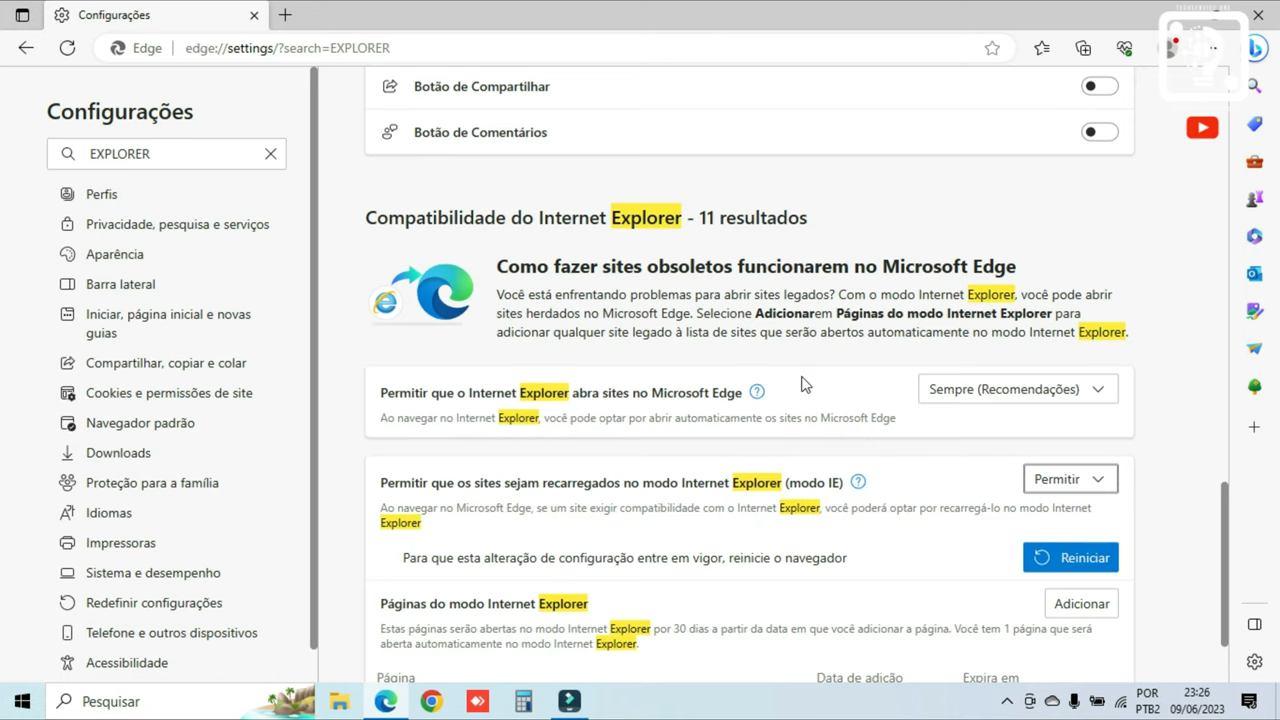 Configurações
Edge
edge://settings/?search=EXPLORER
Configurações
EXPLORER
Perfis
Privacidade, pesquisa e serviços
Aparência
Barra lateral
Iniciar, página inicial e novas
guias
Compartilhar, copiar e colar
Cookies e permissões de site
Navegador padrão
Downloads
Proteção para a família
Idiomas
Impressoras
Sistema e desempenho
Redefinir configurações
Telefone e outros dispositivos
Acessibilidade
Botão de Compartilhar
Botão de Comentários
Compatibilidade do Internet Explorer - 11 resultados
Como fazer sites obsoletos funcionarem no Microsoft Edge
Você está enfrentando problemas para abrir sites legados? Com o modo Internet Explorer, você pode abrir
sites herdados no Microsoft Edge. Selecione Adicionarem Páginas do modo Internet Explorer para
adicionar qualquer site legado à lista de sites que serão abertos automaticamente no modo Internet Explorer.
Permitir que o Internet Explorer abra sites no Microsoft Edge
Sempre (Recomendações)
Ao navegar no Internet Explorer, você pode optar por abrir automaticamente os sites no Microsoft Edge
Permitir que os sites sejam recarregados no modo Internet Explorer (modo IE)
Permitir
Ao navegar no Microsoft Edge, se um site exigir compatibilidade com o Internet Explorer, você poderá optar por recarregá-lo no modo Internet
Explorer
Para que esta alteração de configuração entre em vigor, reinicie o navegador
Reiniciar
Páginas do modo Internet Explorer
Adicionar
Estas páginas serão abertas no modo Internet Explorer por 30 dias a partir da data em que você adicionar a página. Você tem 1 página que será
aberta automaticamente no modo Internet Explorer.
Página
Data de adição
Expira em
Pesquisar
POR
PTB2
23:26
09/06/2023